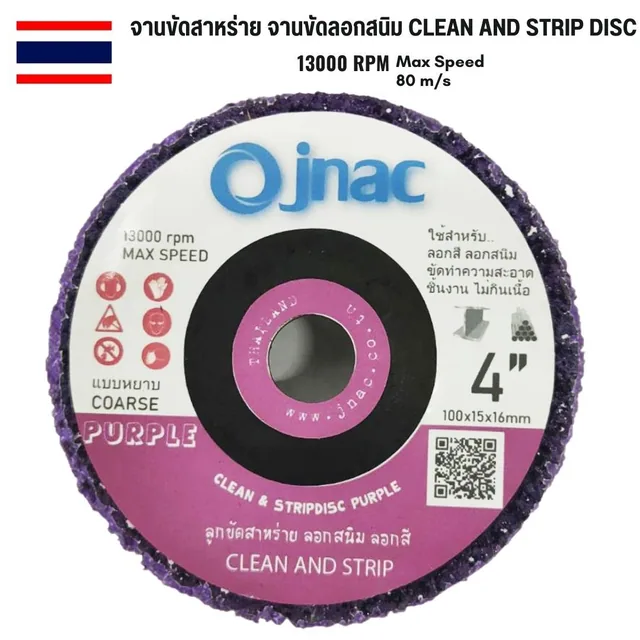 จานขัดสาหร่าย จานขัดลอกสนิม CLEAN AND STRIP DISC
13000 RPM Max Speed
80 m/s
jnac
13000 rpm
MAX SPEED
ใช้สำหรับ..
ลอกสี ลอกสนิม
ขัดทำความสะอาด
ชิ้นงาน ไม่กินเนื้อ
THAILAND
www.jnac.co.th
แบบหยาบ
COARSE
PURPLE
4”
100x15x16mm
CLEAN & STRIPDISC PURPLE
ลูกขัดสาหร่าย ลอกสนิม ลอกสี
CLEAN AND STRIP